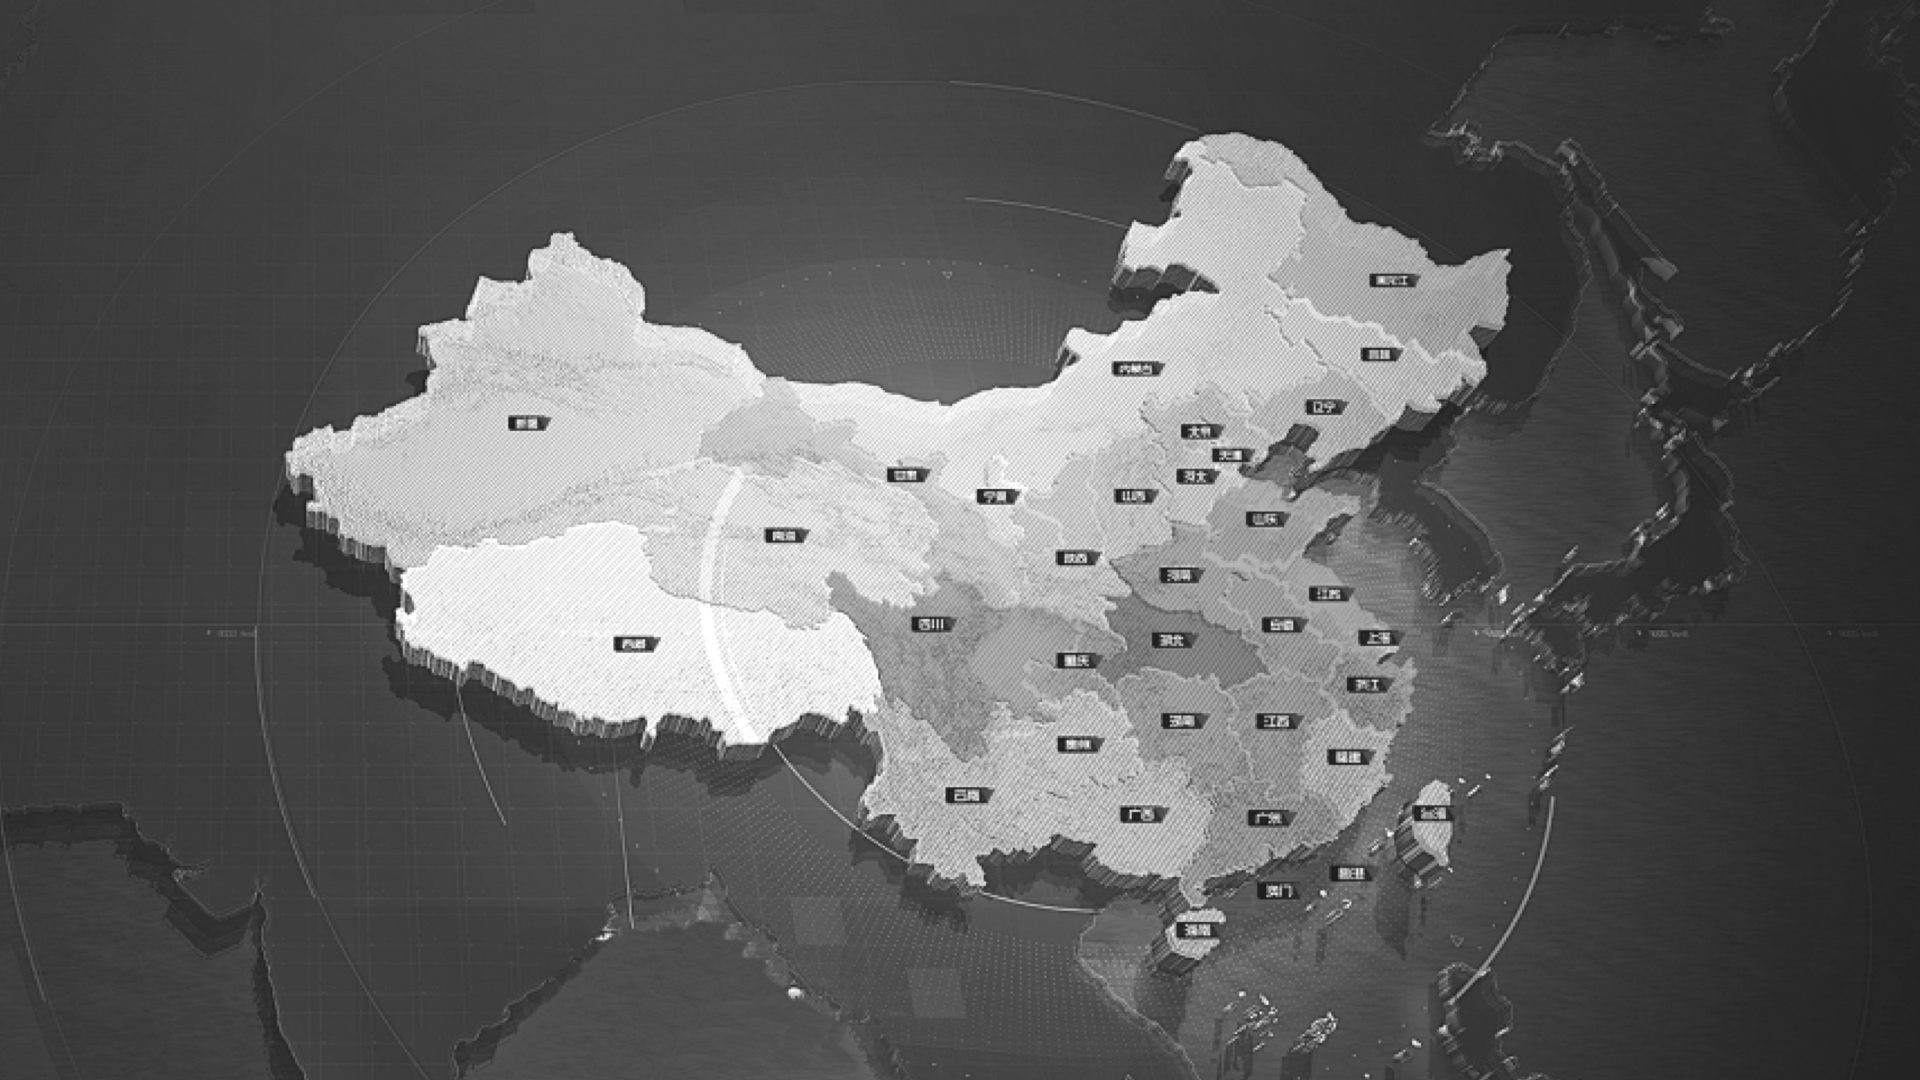 黑龙江
吉林
内蒙古
辽宁
新疆
北京
天津
甘肃
河北
宁夏
山西
山东
青海
陕西
河南
江苏
四川
安徽
上海
湖北
西藏
重庆
浙江
湖南
江西
贵州
福建
云南
广西
台湾
广东
香港
澳门
海南